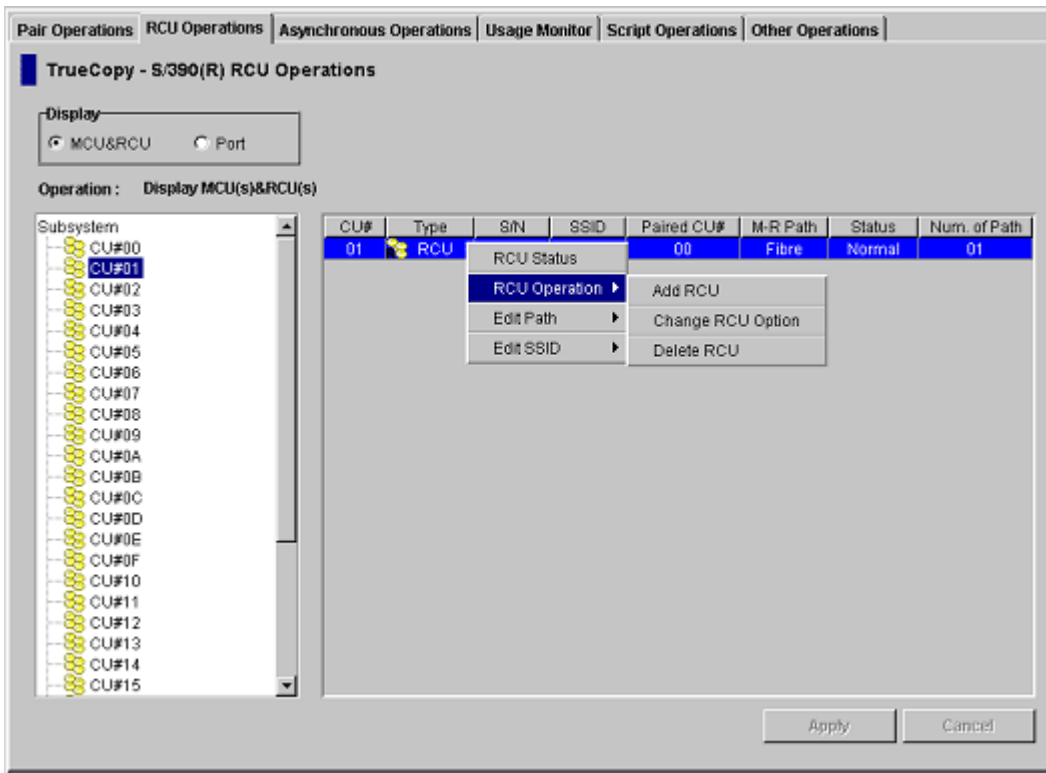 Pair Operations RCU Operations Asynchronous Operations Usage Monitor Script Operations Other Operations
TrueCopy - S/390(R) RCU Operations
Display
MCU&RCU Port
Operation : Display MCU(s)&RCU(s)
Subsystem
CU#00
CU#01
CU#02
CU#03
CU#04
CU#05
CU#06
CU#07
CU#08
CU#09
CU#0A
CU#0B
CU#0C
CU#0D
CU#0E
CU#0F
CU#10
CU#11
CU#12
CU#13
CU#14
CU#15
CU# Type S/N SSID Paired CU# M-R Path Status Num. of Path
01 RCU 00 Fibre Normal 01
RCU Status
RCU Operation
Edit Path
Edit SSID
Add RCU
Change RCU Option
Delete RCU
Apply Cancel